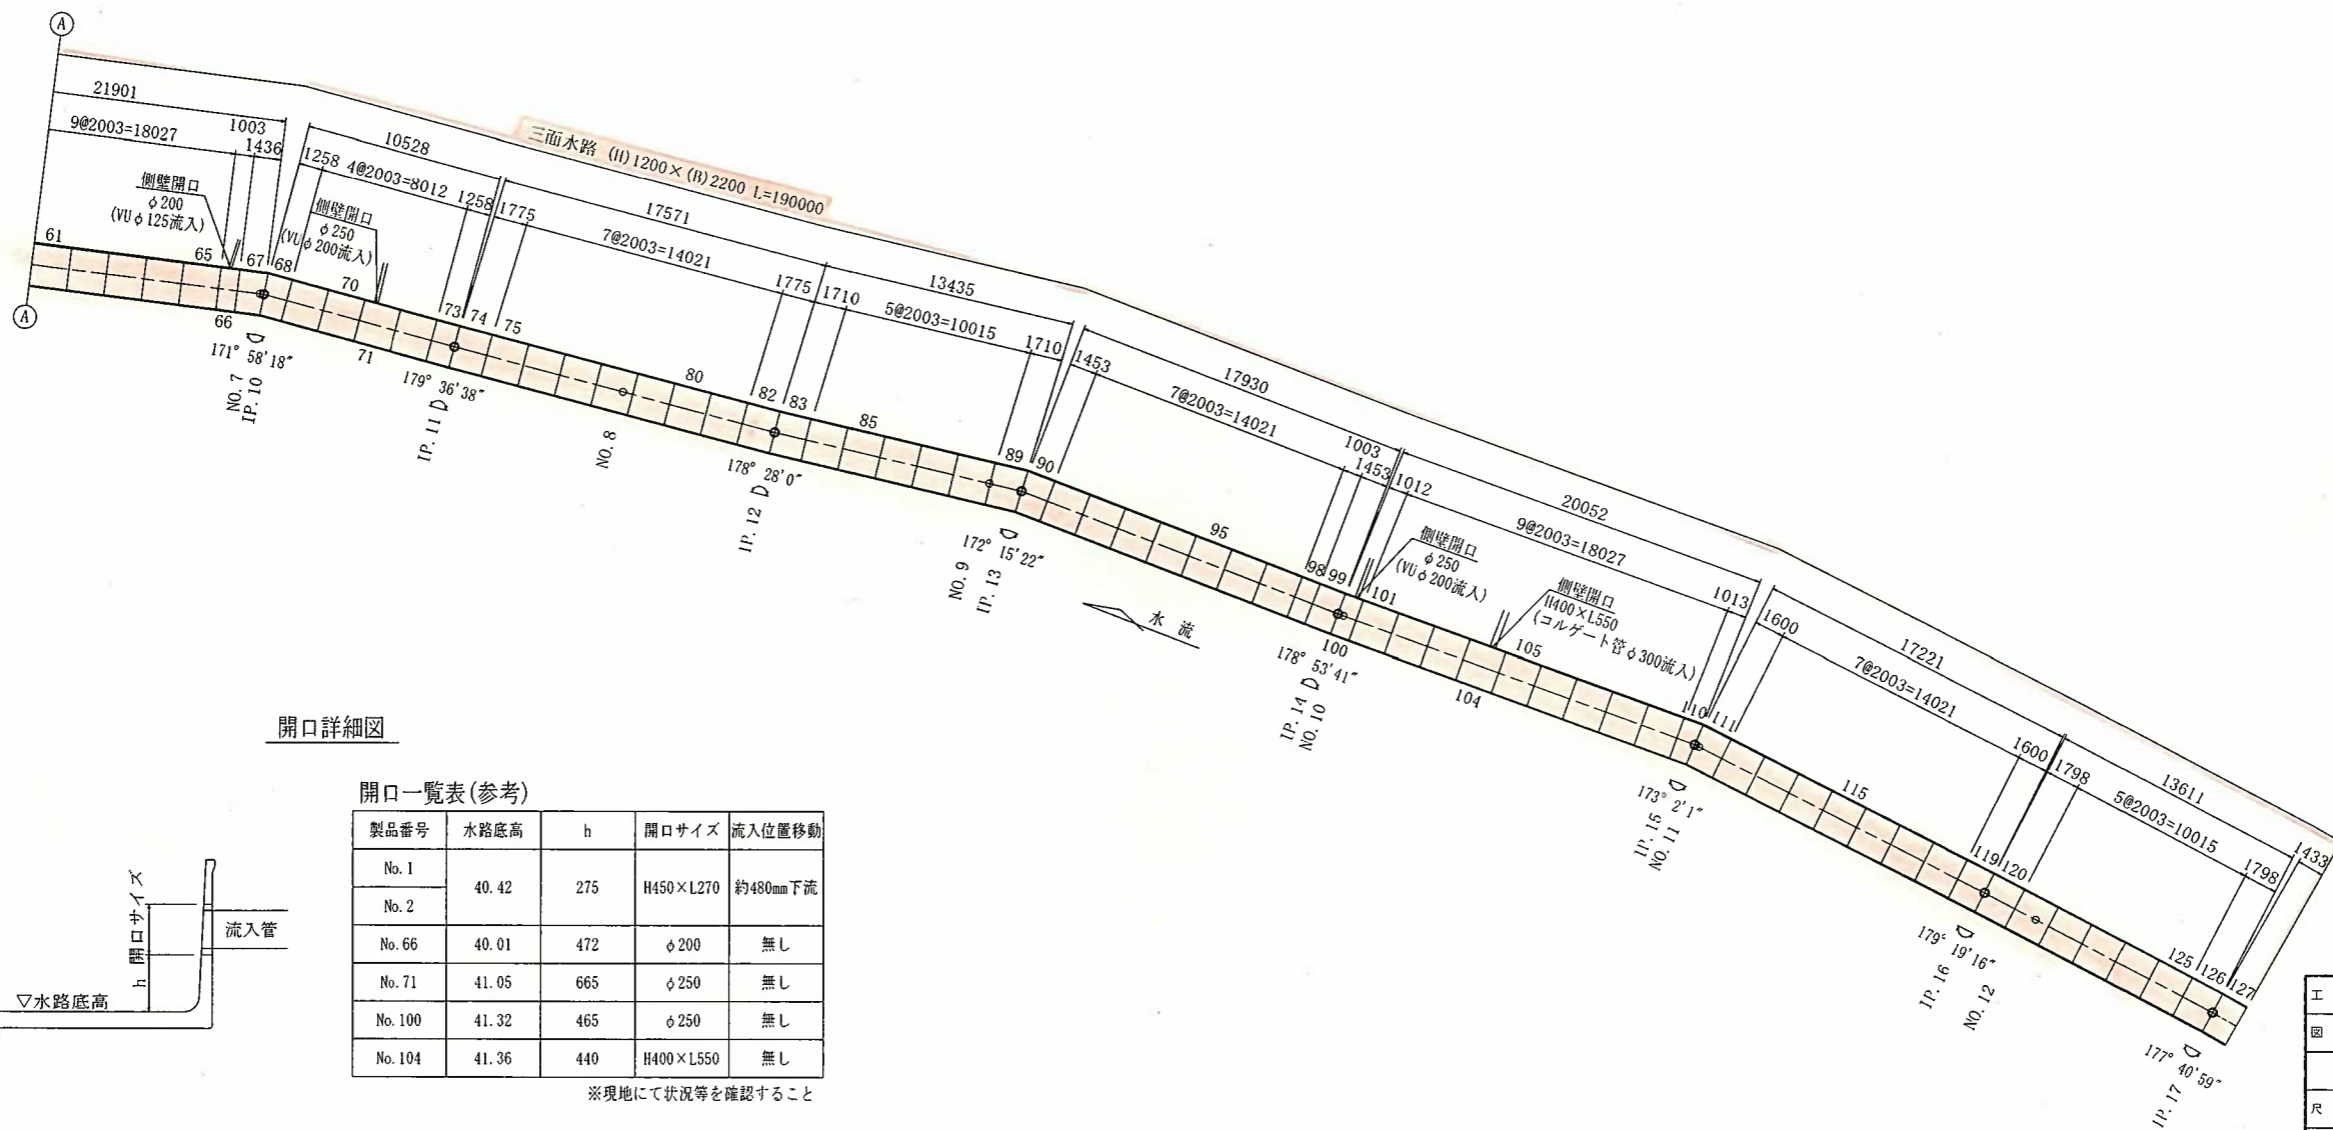 A
21901
9@2003=18027
1003
1436
側壁開口
φ200
(VUφ125流入)
61
65
67
68
66
A
171° 58'18"
NO.7
IP.10
10528
1258
4@2003=8012
1258
側壁開口
φ250
(VUφ200流入)
70
71
73
74
75
179° 36'38"
IP.11
三面水路 (H)1200×(B)2200 L=190000
17571
1775
7@2003=14021
1775
NO.8
80
82
83
178° 28'0"
IP.12
13435
1710
5@2003=10015
1710
85
89
90
172° 15'22"
NO.9
IP.13
水流
17930
1453
7@2003=14021
1003
1453
95
98
99
100
178° 53'41"
IP.14
NO.10
20052
1012
9@2003=18027
1013
側壁開口
φ250
(VUφ200流入)
101
側壁開口
H400×L550
(コルゲート管φ300流入)
105
104
110
111
173° 2'1"
IP.15
NO.11
17221
1600
7@2003=14021
1600
115
119
120
179° 19'16"
IP.16
NO.12
13611
1798
5@2003=10015
1798
1433
125
126
127
177° 40'59"
IP.17
開口詳細図
h 開口サイズ
流入管
▽水路底高
開口一覧表(参考)
製品番号 水路底高 h 開口サイズ 流入位置移動
No.1
No.2
40.42 275 H450×L270 約480mm下流
No.66 40.01 472 φ200 無し
No.71 41.05 665 φ250 無し
No.100 41.32 465 φ250 無し
No.104 41.36 440 H400×L550 無し
※現地にて状況等を確認すること
工
図
尺